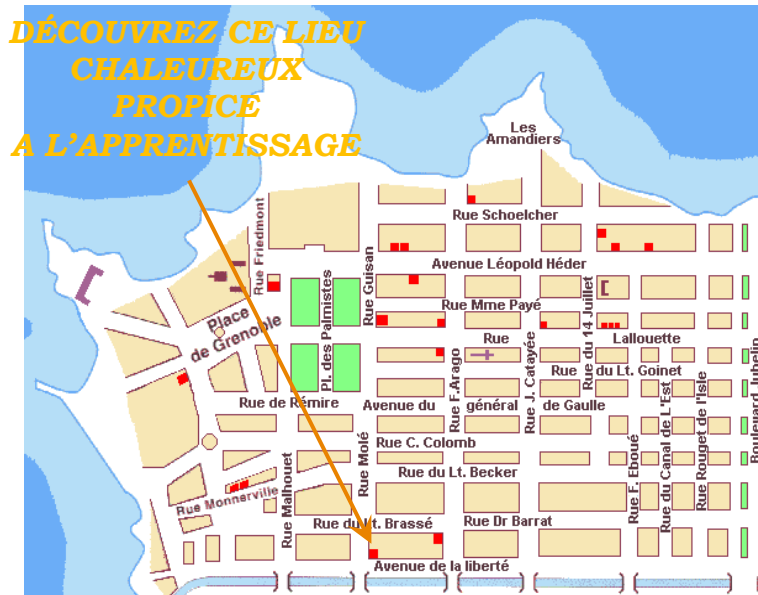 DÉCOUVREZ CE LIEU
CHALEUREUX
PROPICE
A L'APPRENTISSAGE
Les
Amandiers
Rue Schoelcher
Rue Friedmont
Rue Guisan
Avenue Léopold Héder
Rue Mme Payé
Place
de Grenoble
Pl. des Palmistes
Rue du 14 Juillet
Rue Lallouette
Rue F.Arago
Rue J. Catayée
Rue du Lt. Goinet
Rue de Rémire
Avenue du général de Gaulle
Boulevard Jubelin
Rue C. Colomb
Rue Molé
Rue du Lt. Becker
Rue F. Eboué
Rue du Canal de L'Est
Rue Rouget de l'Isle
Rue Monnerville
Rue Malhouet
Rue du Lt. Brassé
Rue Dr Barrat
Avenue de la liberté